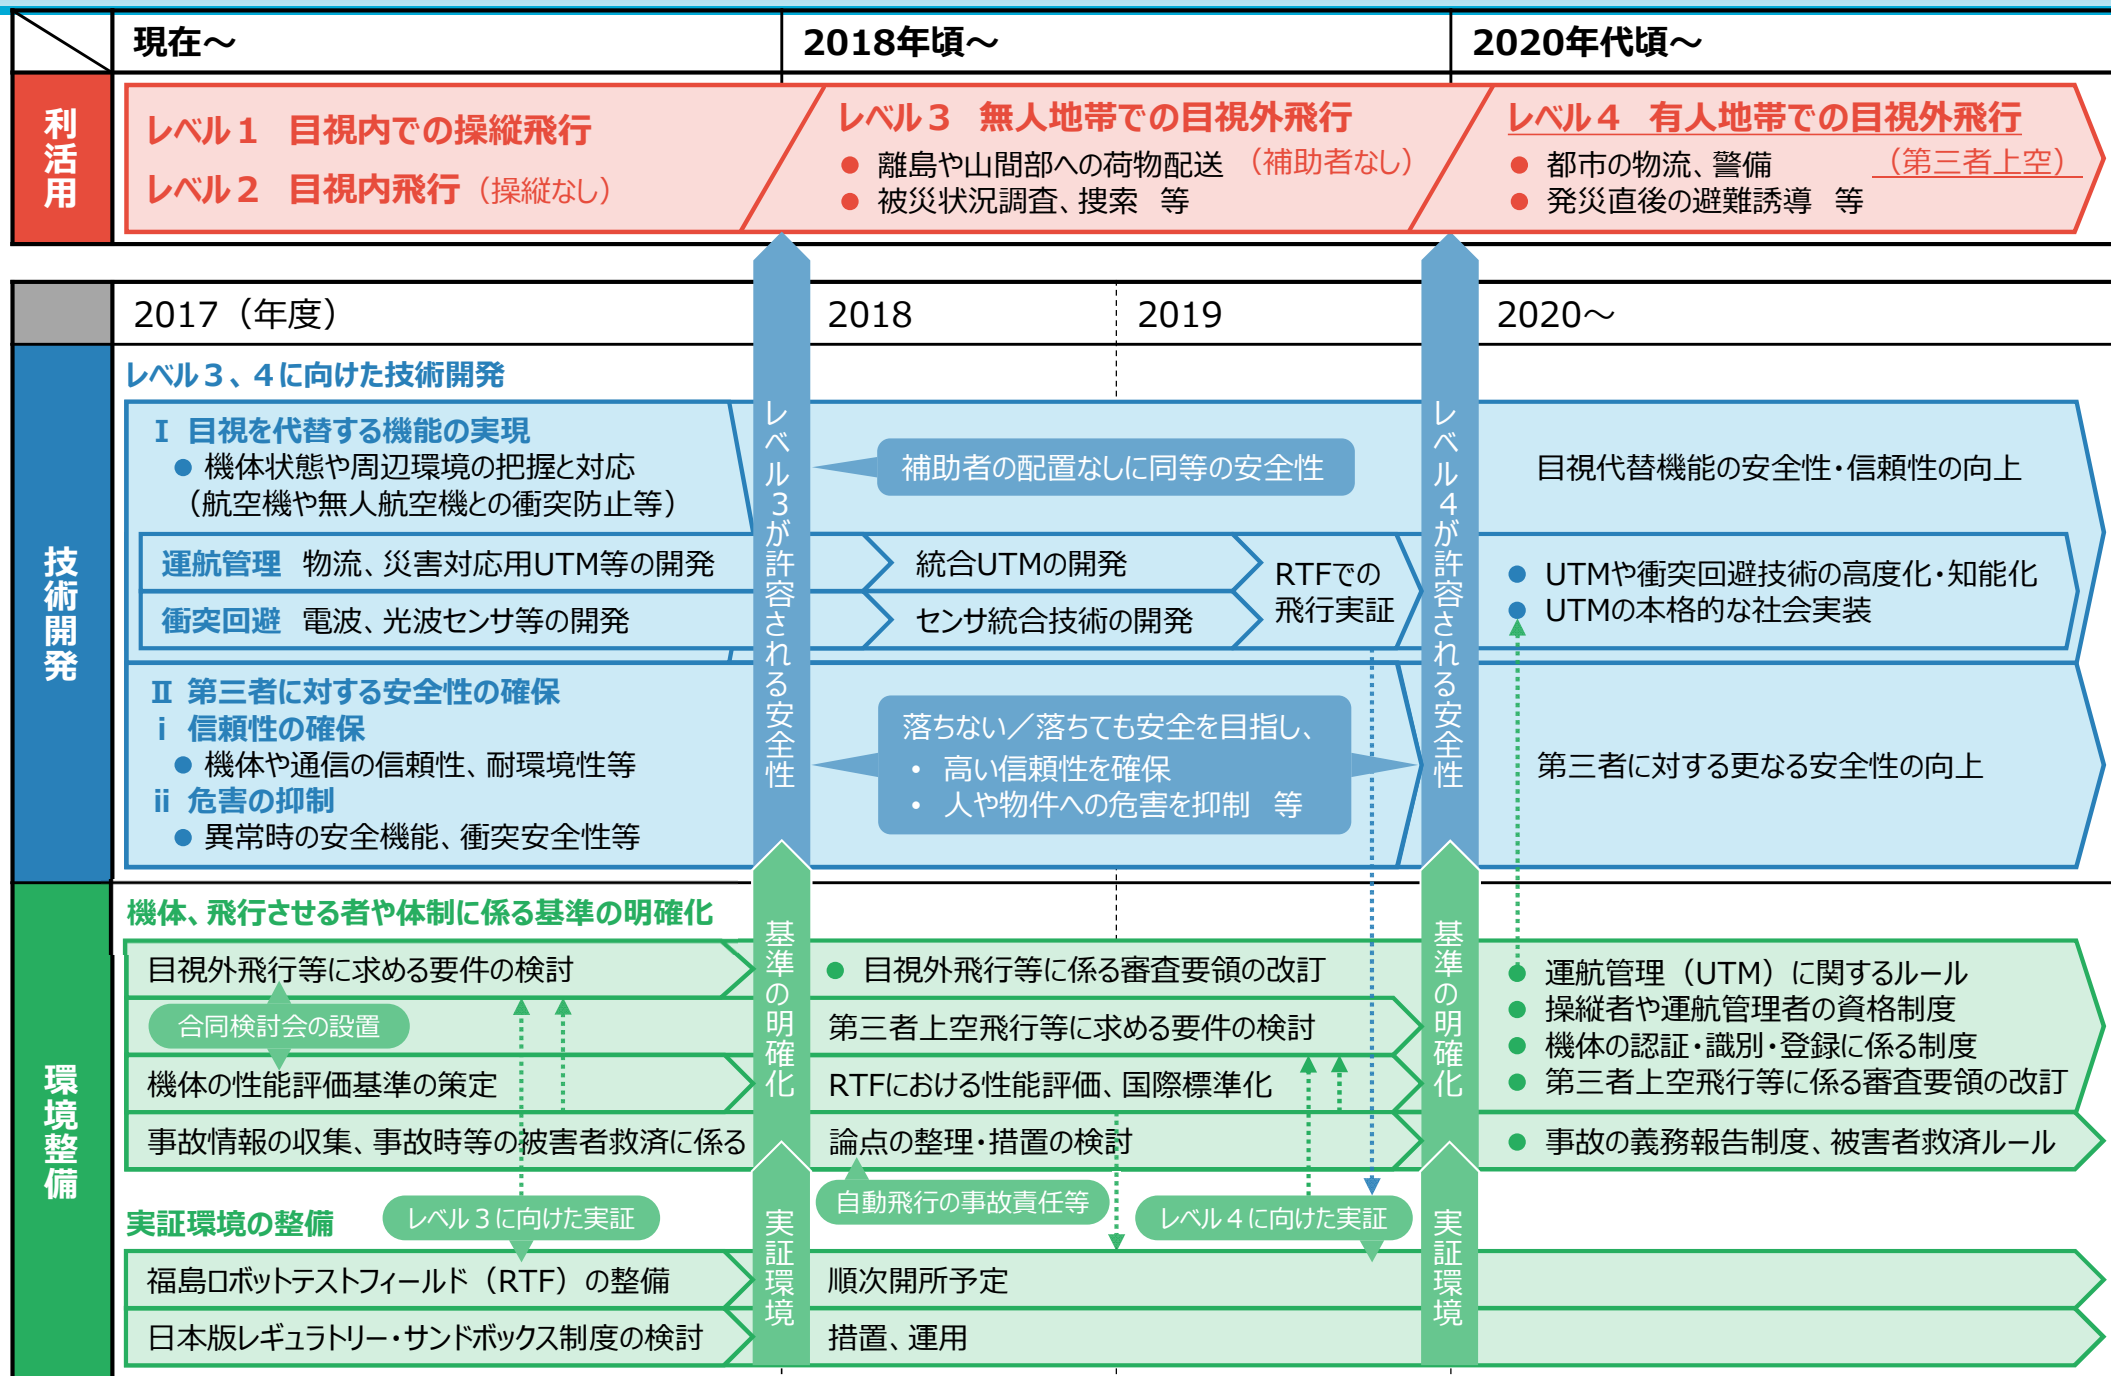 現在～
2018年頃～
2020年代頃～
利活用
レベル１　目視内での操縦飛行
レベル２　目視内飛行（操縦なし）
レベル３　無人地帯での目視外飛行
● 離島や山間部への荷物配送（補助者なし）
● 被災状況調査、捜索　等
レベル４　有人地帯での目視外飛行
● 都市の物流、警備　（第三者上空）
● 発災直後の避難誘導　等
2017（年度）
2018
2019
2020～
技術開発
レベル３、４に向けた技術開発
Ⅰ 目視を代替する機能の実現
● 機体状態や周辺環境の把握と対応
（航空機や無人航空機との衝突防止等）
補助者の配置なしに同等の安全性
目視代替機能の安全性・信頼性の向上
運航管理　物流、災害対応用UTM等の開発
統合UTMの開発
衝突回避　電波、光波センサ等の開発
センサ統合技術の開発
RTFでの
飛行実証
● UTMや衝突回避技術の高度化・知能化
● UTMの本格的な社会実装
Ⅱ 第三者に対する安全性の確保
ⅰ 信頼性の確保
● 機体や通信の信頼性、耐環境性等
ⅱ 危害の抑制
● 異常時の安全機能、衝突安全性等
落ちない／落ちても安全を目指し、
・ 高い信頼性を確保
・ 人や物件への危害を抑制　等
第三者に対する更なる安全性の向上
レベル３が許容される安全性
レベル４が許容される安全性
環境整備
機体、飛行させる者や体制に係る基準の明確化
目視外飛行等に求める要件の検討
● 目視外飛行等に係る審査要領の改訂
合同検討会の設置
第三者上空飛行等に求める要件の検討
機体の性能評価基準の策定
RTFにおける性能評価、国際標準化
● 運航管理（UTM）に関するルール
● 操縦者や運航管理者の資格制度
● 機体の認証・識別・登録に係る制度
● 第三者上空飛行等に係る審査要領の改訂
事故情報の収集、事故時等の被害者救済に係る
論点の整理・措置の検討
● 事故の義務報告制度、被害者救済ルール
基準の明確化
基準の明確化
自動飛行の事故責任等
実証環境の整備
レベル３に向けた実証
レベル４に向けた実証
福島ロボットテストフィールド（RTF）の整備
順次開所予定
日本版レギュラトリー・サンドボックス制度の検討
措置、運用
実証環境
実証環境